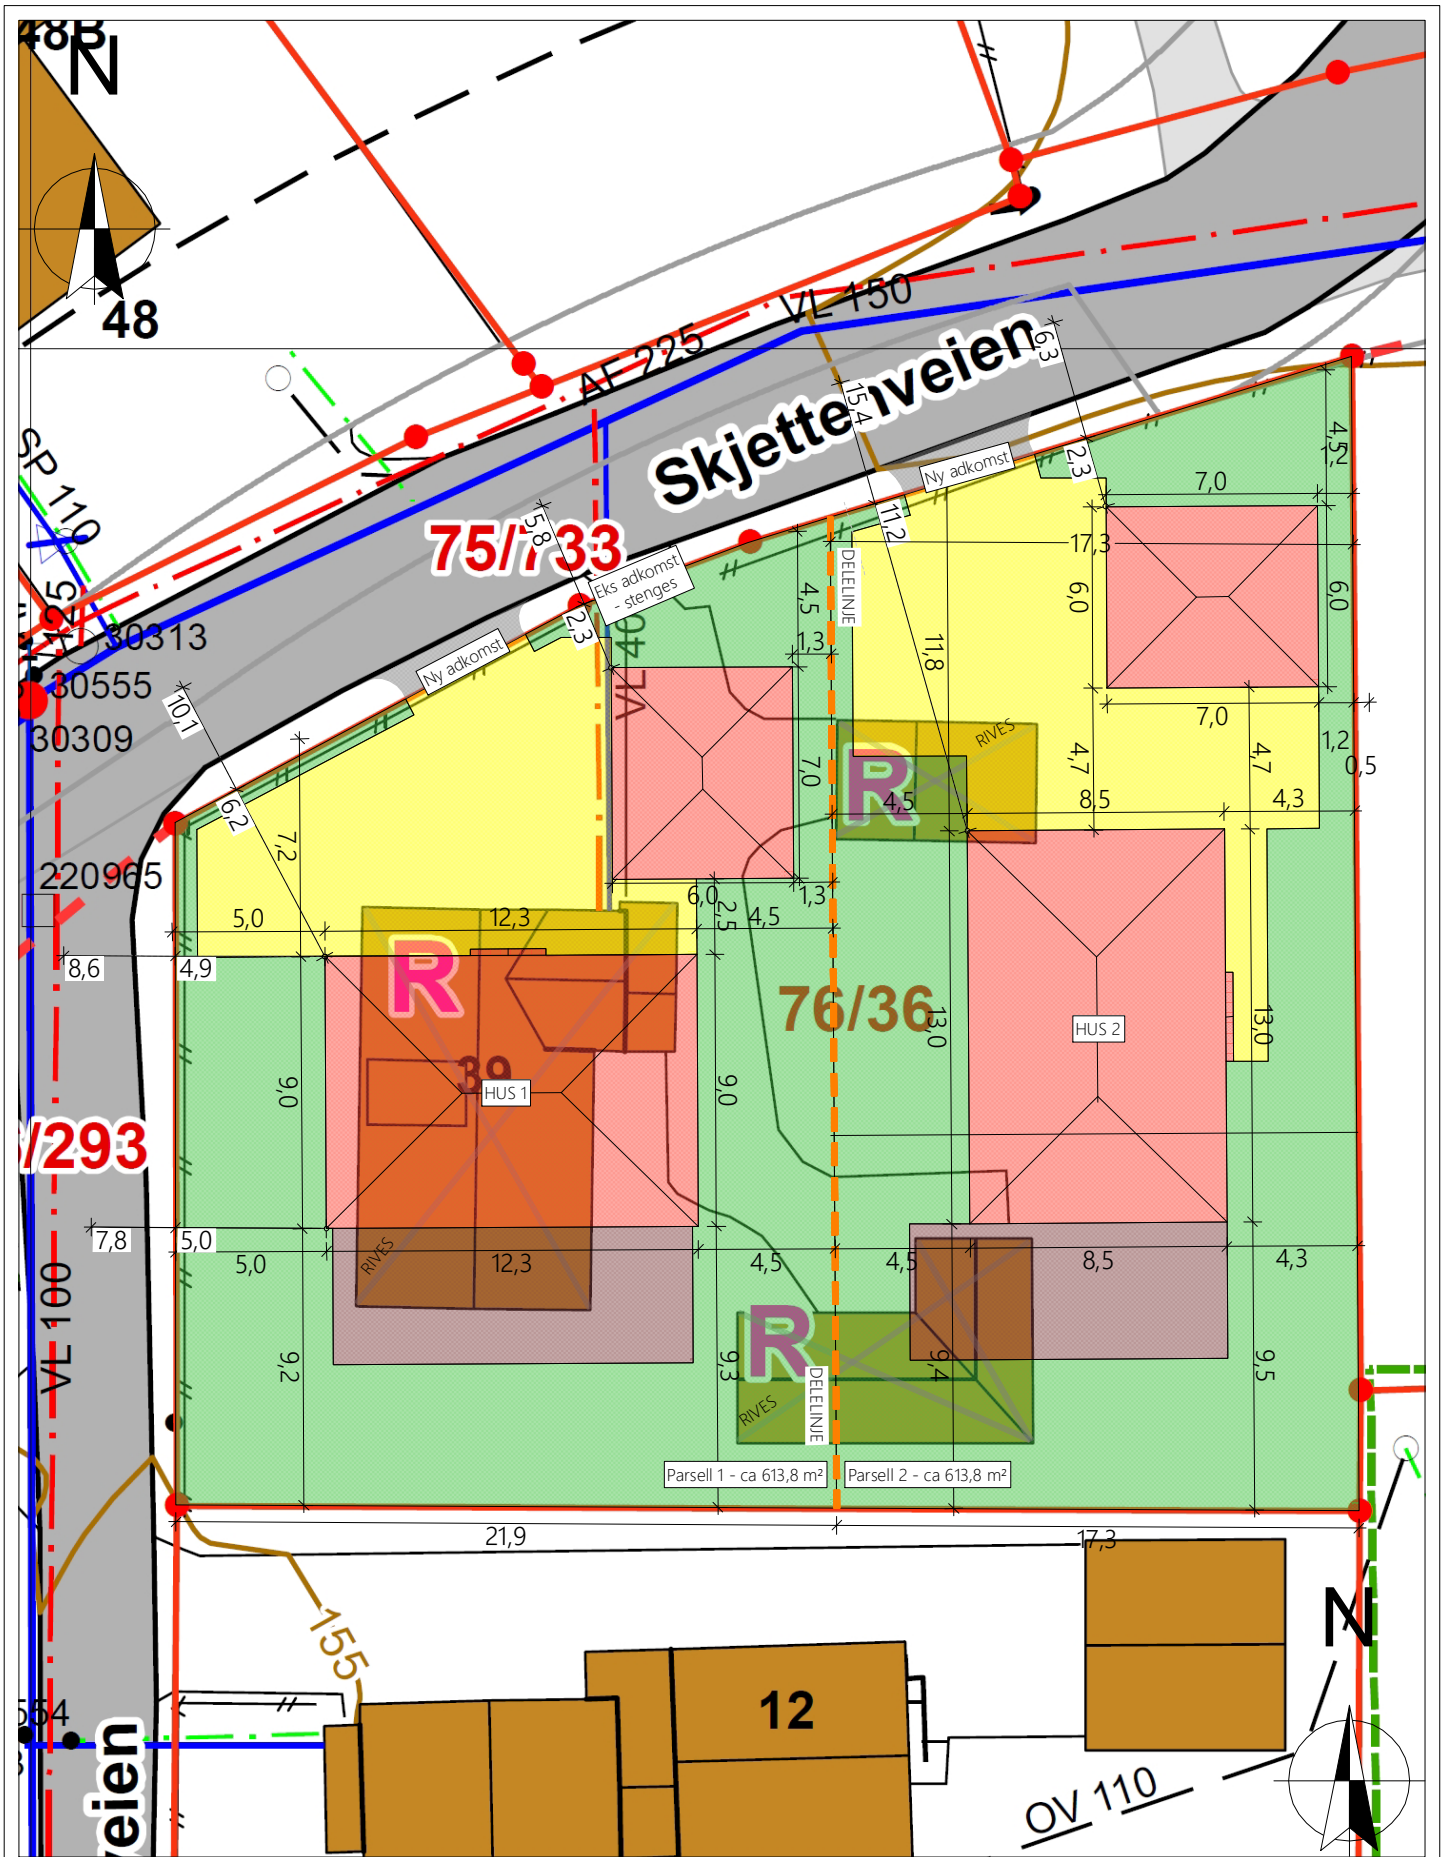 48B
N
48
VL 150
AF 225
Skjettenveien
6,3
15,4
SP 110
75/733
5,8
Eks adkomst
- stenges
Ny adkomst
2,3
4,5
1,2
7,0
11,2
17,3
DELELINJE
4,5
6,0
6,0
2,3
VL 40
Ny adkomst
30313
30555
30309
10,1
1,3
11,8
7,0
RIVES
4,7
4,7
1,2
0,5
6,2
7,2
7,0
R
4,5
8,5
4,3
220965
5,0
12,3
6,0
2,5
4,5
1,3
8,6
4,9
R
76/36
13,0
HUS 2
13,0
39
HUS 1
9,0
9,0
/293
7,8
5,0
5,0
RIVES
12,3
4,5
4,5
8,5
4,3
VL 100
9,2
R
9,3
9,4
9,5
RIVES
DELELINJE
Parsell 1 - ca 613,8 m²
Parsell 2 - ca 613,8 m²
21,9
17,3
155
N
554
12
OV 110
veien